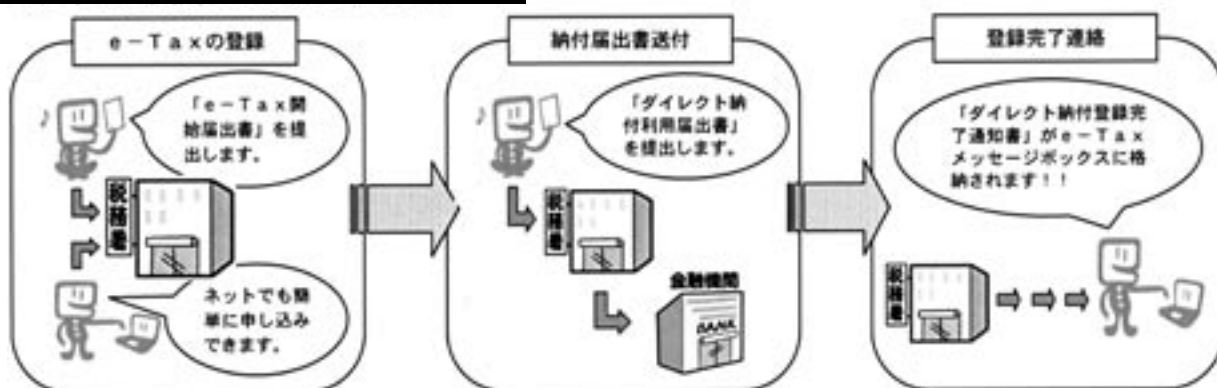 e－Taxの登録
「e－Tax開
始届出書」を提
出します。
税務署
ネットでも簡
単に申し込み
できます。
納付届出書送付
「ダイレクト納
付利用届出書」
を提出します。
税務署
金融機関
BANK
登録完了連絡
「ダイレクト納付登録完
了通知書」がe－Tax
メッセージボックスに格
納されます！！
税務署